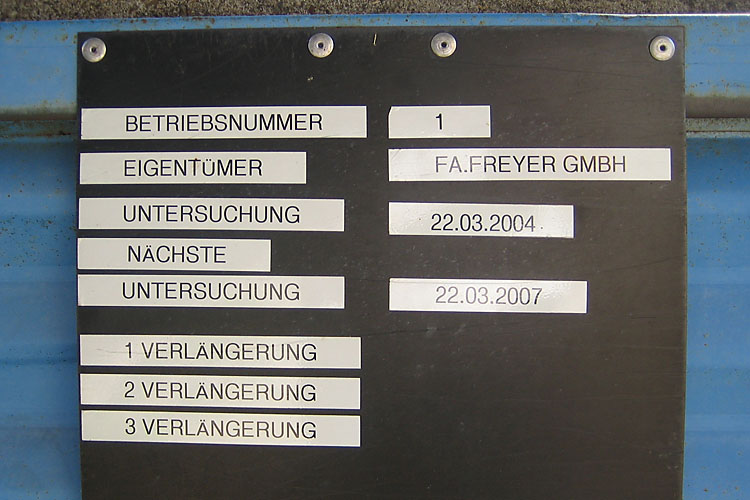 BETRIEBSNUMMER 1
EIGENTÜMER FA.FREYER GMBH
UNTERSUCHUNG 22.03.2004
NÄCHSTE
UNTERSUCHUNG 22.03.2007
1 VERLÄNGERUNG
2 VERLÄNGERUNG
3 VERLÄNGERUNG